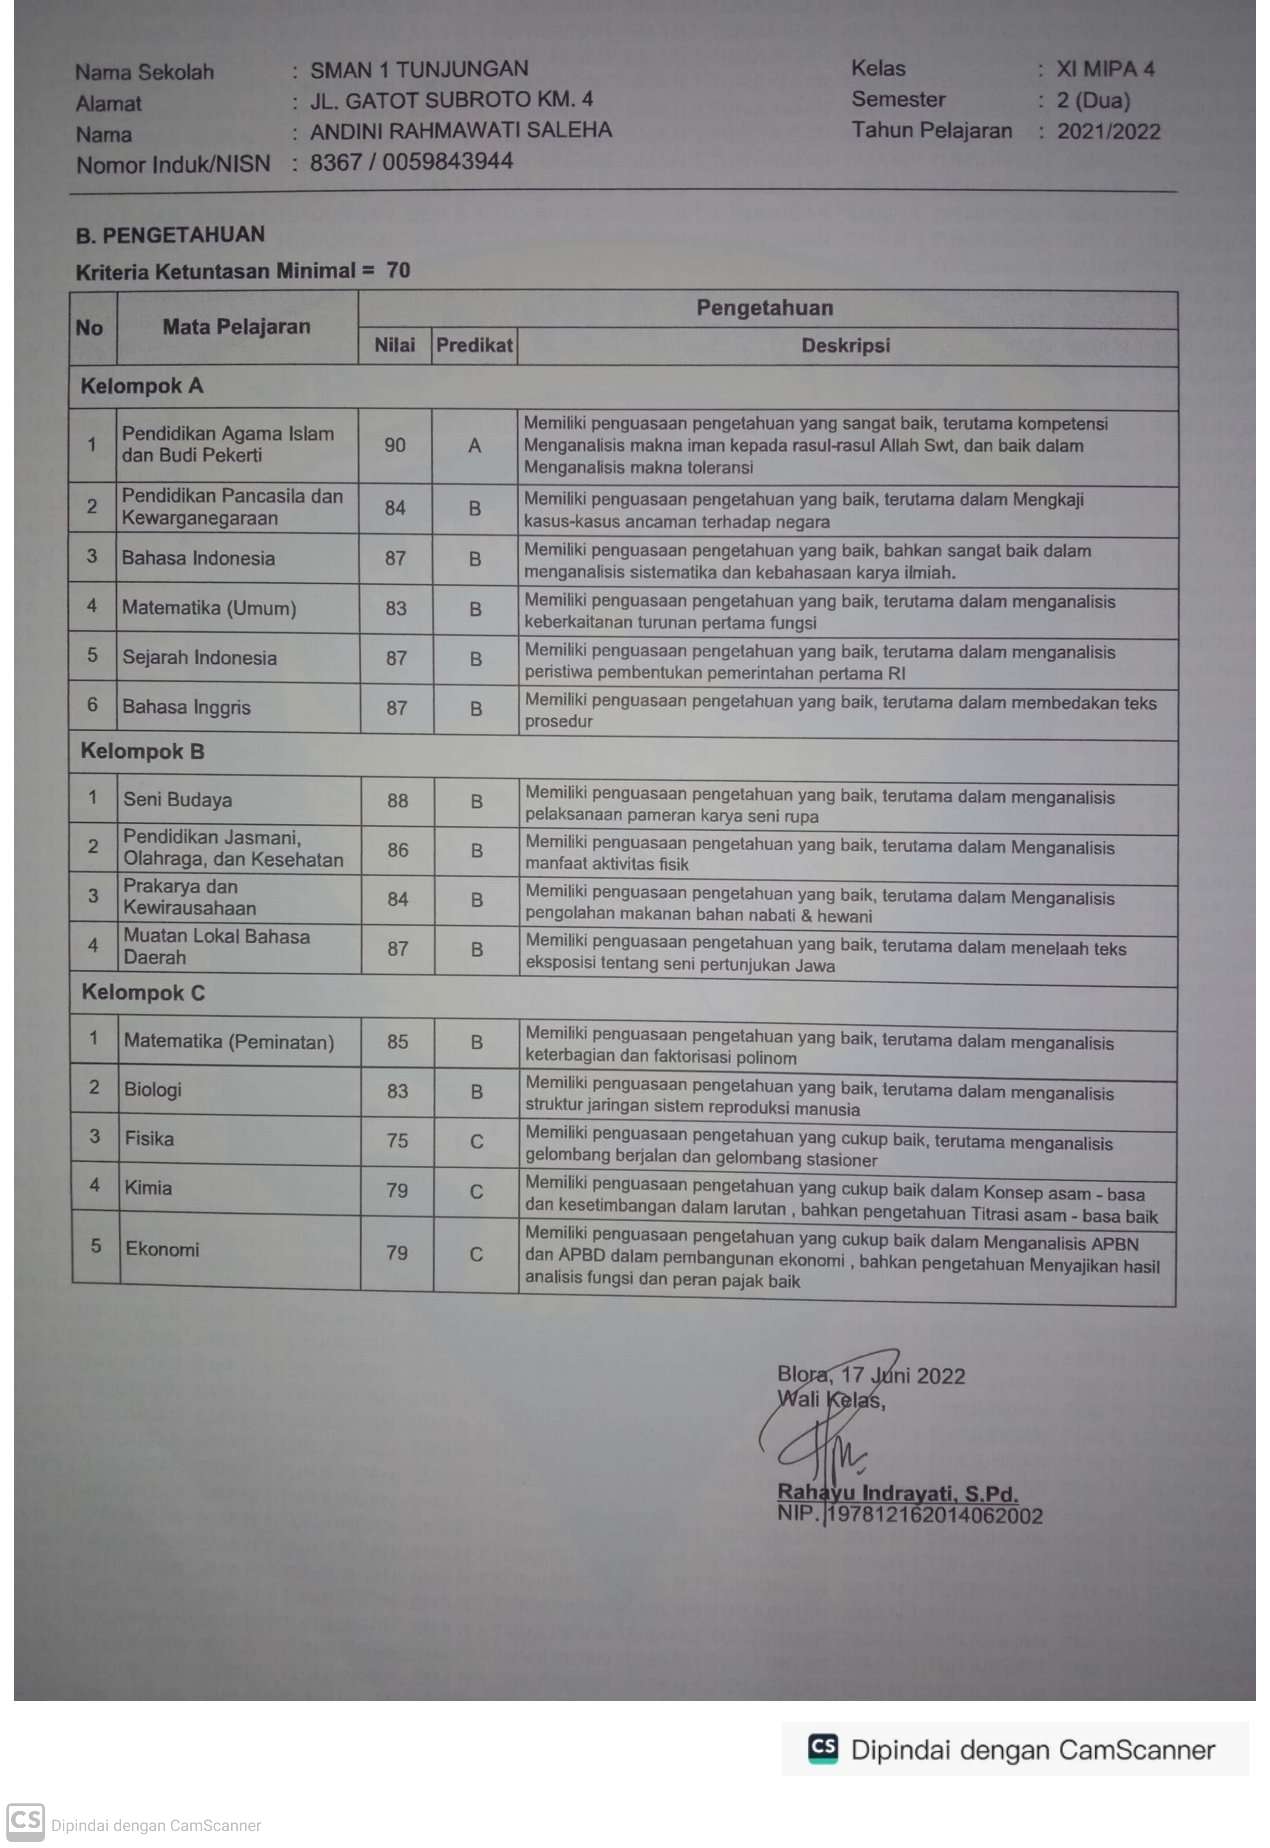 Nama Sekolah : SMAN 1 TUNJUNGAN Kelas : XI MIPA 4
Alamat : JL. GATOT SUBROTO KM. 4 Semester : 2 (Dua)
Nama : ANDINI RAHMAWATI SALEHA Tahun Pelajaran : 2021/2022
Nomor Induk/NISN : 8367 / 0059843944
B. PENGETAHUAN
Kriteria Ketuntasan Minimal = 70
No Mata Pelajaran Pengetahuan
Nilai Predikat Deskripsi
Kelompok A
1 Pendidikan Agama Islam dan Budi Pekerti 90 A Memiliki penguasaan pengetahuan yang sangat baik, terutama kompetensi
Menganalisis makna iman kepada rasul-rasul Allah Swt, dan baik dalam
Menganalisis makna toleransi
2 Pendidikan Pancasila dan Kewarganegaraan 84 B Memiliki penguasaan pengetahuan yang baik, terutama dalam Mengkaji
kasus-kasus ancaman terhadap negara
3 Bahasa Indonesia 87 B Memiliki penguasaan pengetahuan yang baik, bahkan sangat baik dalam
menganalisis sistematika dan kebahasaan karya ilmiah.
4 Matematika (Umum) 83 B Memiliki penguasaan pengetahuan yang baik, terutama dalam menganalisis
keberkaitanan turunan pertama fungsi
5 Sejarah Indonesia 87 B Memiliki penguasaan pengetahuan yang baik, terutama dalam menganalisis
peristiwa pembentukan pemerintahan pertama RI
6 Bahasa Inggris 87 B Memiliki penguasaan pengetahuan yang baik, terutama dalam membedakan teks
prosedur
Kelompok B
1 Seni Budaya 88 B Memiliki penguasaan pengetahuan yang baik, terutama dalam menganalisis
pelaksanaan pameran karya seni rupa
2 Pendidikan Jasmani, Olahraga, dan Kesehatan 86 B Memiliki penguasaan pengetahuan yang baik, terutama dalam Menganalisis
manfaat aktivitas fisik
3 Prakarya dan Kewirausahaan 84 B Memiliki penguasaan pengetahuan yang baik, terutama dalam Menganalisis
pengolahan makanan bahan nabati & hewani
4 Muatan Lokal Bahasa Daerah 87 B Memiliki penguasaan pengetahuan yang baik, terutama dalam menelaah teks
eksposisi tentang seni pertunjukan Jawa
Kelompok C
1 Matematika (Peminatan) 85 B Memiliki penguasaan pengetahuan yang baik, terutama dalam menganalisis
keterbagian dan faktorisasi polinom
2 Biologi 83 B Memiliki penguasaan pengetahuan yang baik, terutama dalam menganalisis
struktur jaringan sistem reproduksi manusia
3 Fisika 75 C Memiliki penguasaan pengetahuan yang cukup baik, terutama menganalisis
gelombang berjalan dan gelombang stasioner
4 Kimia 79 C Memiliki penguasaan pengetahuan yang cukup baik dalam Konsep asam - basa
dan kesetimbangan dalam larutan , bahkan pengetahuan Titrasi asam - basa baik
5 Ekonomi 79 C Memiliki penguasaan pengetahuan yang cukup baik dalam Menganalisis APBN
dan APBD dalam pembangunan ekonomi , bahkan pengetahuan Menyajikan hasil
analisis fungsi dan peran pajak baik
Blora, 17 Juni 2022
Wali Kelas,
Rahayu Indrayati, S.Pd.
NIP. 197812162014062002
CS Dipindai dengan CamScanner
CS Dipindai dengan CamScanner